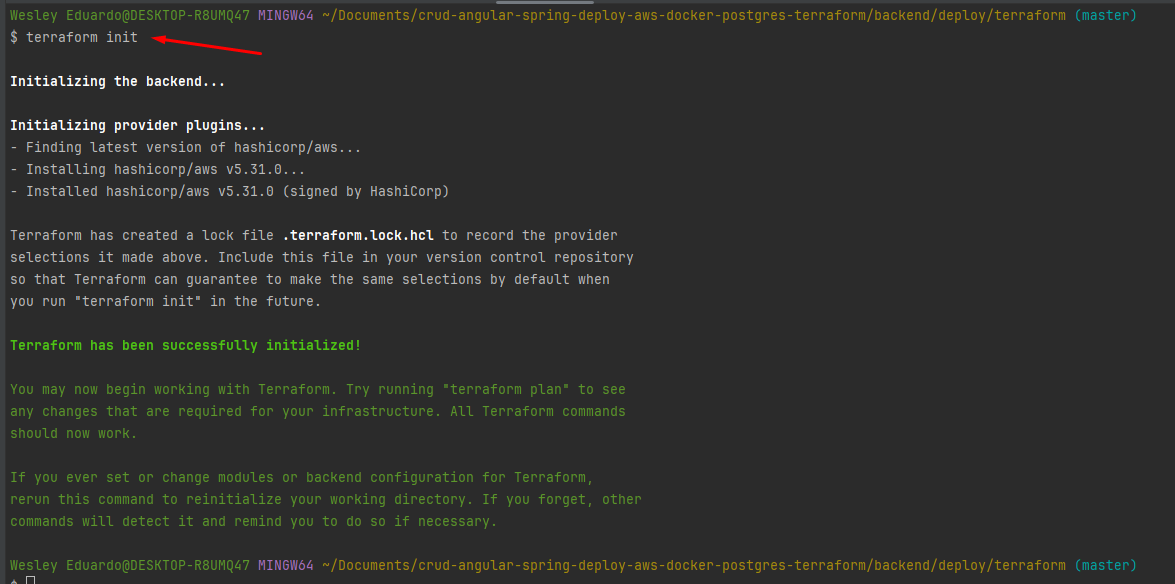 Wesley Eduardo@DESKTOP-R8UMQ47 MINGW64 ~/Documents/crud-angular-spring-deploy-aws-docker-postgres-terraform/backend/deploy/terraform (master)
$ terraform init
Initializing the backend...
Initializing provider plugins...
- Finding latest version of hashicorp/aws...
- Installing hashicorp/aws v5.31.0...
- Installed hashicorp/aws v5.31.0 (signed by HashiCorp)
Terraform has created a lock file .terraform.lock.hcl to record the provider
selections it made above. Include this file in your version control repository
so that Terraform can guarantee to make the same selections by default when
you run "terraform init" in the future.
Terraform has been successfully initialized!
You may now begin working with Terraform. Try running "terraform plan" to see
any changes that are required for your infrastructure. All Terraform commands
should now work.
If you ever set or change modules or backend configuration for Terraform,
rerun this command to reinitialize your working directory. If you forget, other
commands will detect it and remind you to do so if necessary.
Wesley Eduardo@DESKTOP-R8UMQ47 MINGW64 ~/Documents/crud-angular-spring-deploy-aws-docker-postgres-terraform/backend/deploy/terraform (master)
$